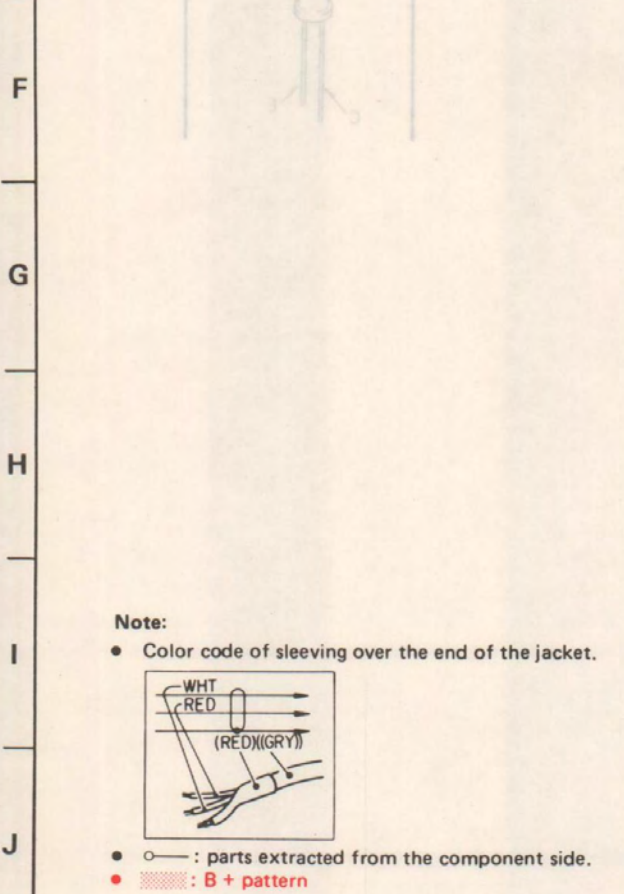 F
G
H
I
Note:
• Color code of sleeving over the end of the jacket.
WHT
RED
(RED)((GRY))
J
• : parts extracted from the component side.
• : B + pattern